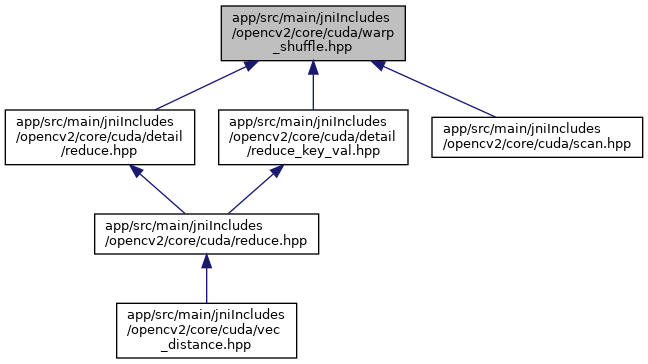 app/src/main/jniIncludes
/opencv2/core/cuda/warp
_shuffle.hpp
app/src/main/jniIncludes
/opencv2/core/cuda/detail
/reduce.hpp
app/src/main/jniIncludes
/opencv2/core/cuda/detail
/reduce_key_val.hpp
app/src/main/jniIncludes
/opencv2/core/cuda/scan.hpp
app/src/main/jniIncludes
/opencv2/core/cuda/reduce.hpp
app/src/main/jniIncludes
/opencv2/core/cuda/vec
_distance.hpp